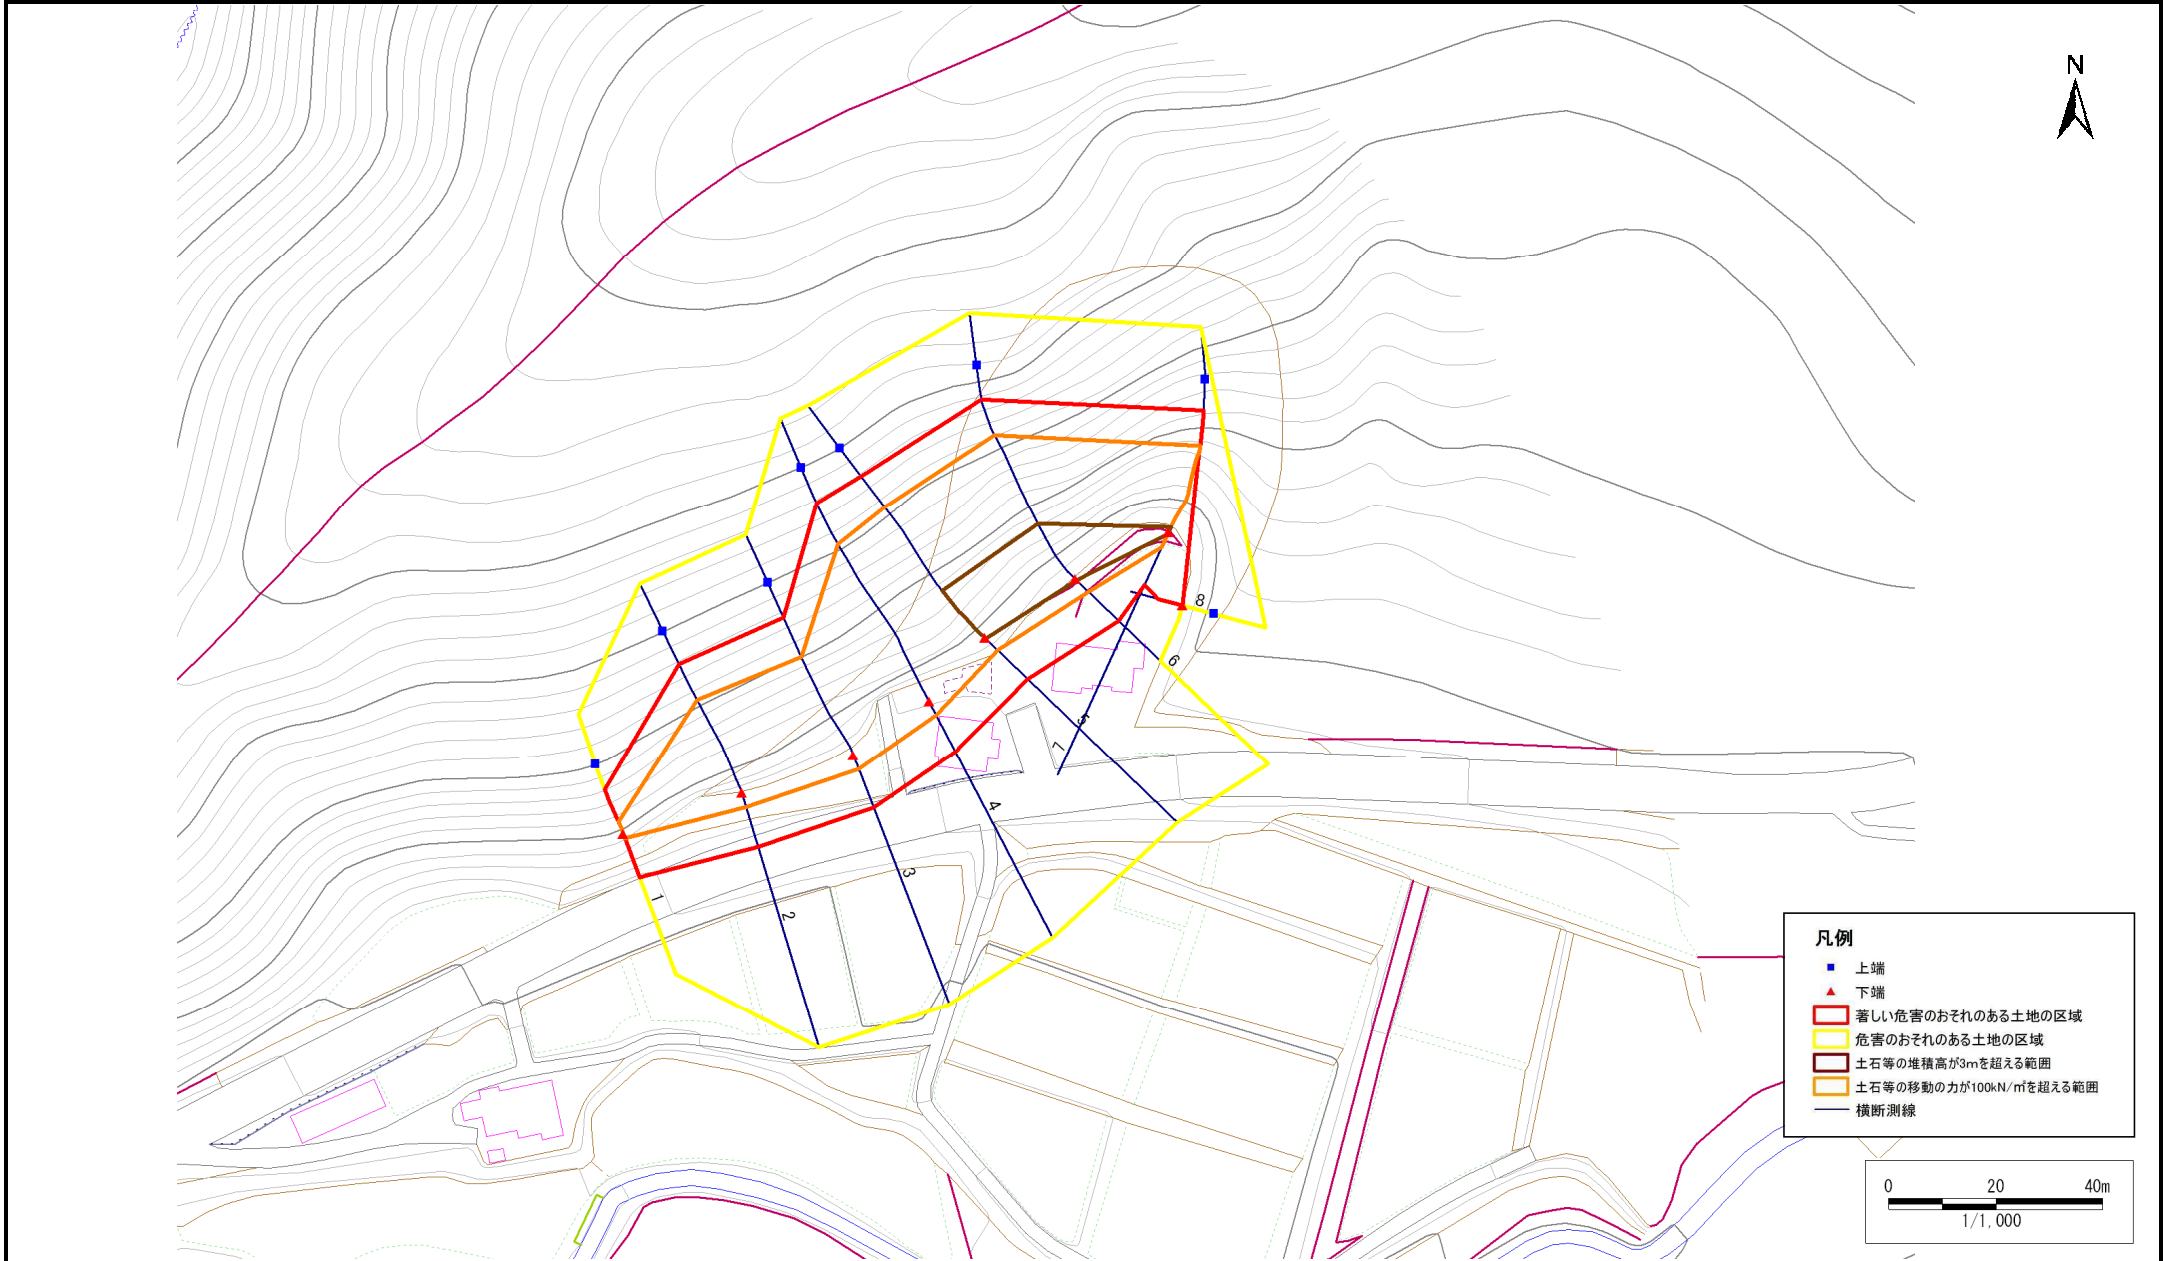 N
8
6
5
7
4
3
1
2
凡例
上端
下端
著しい危害のおそれのある土地の区域
危害のおそれのある土地の区域
土石等の堆積高が3mを超える範囲
土石等の移動の力が100kN/㎡を超える範囲
横断測線
0 20 40m
1/1,000